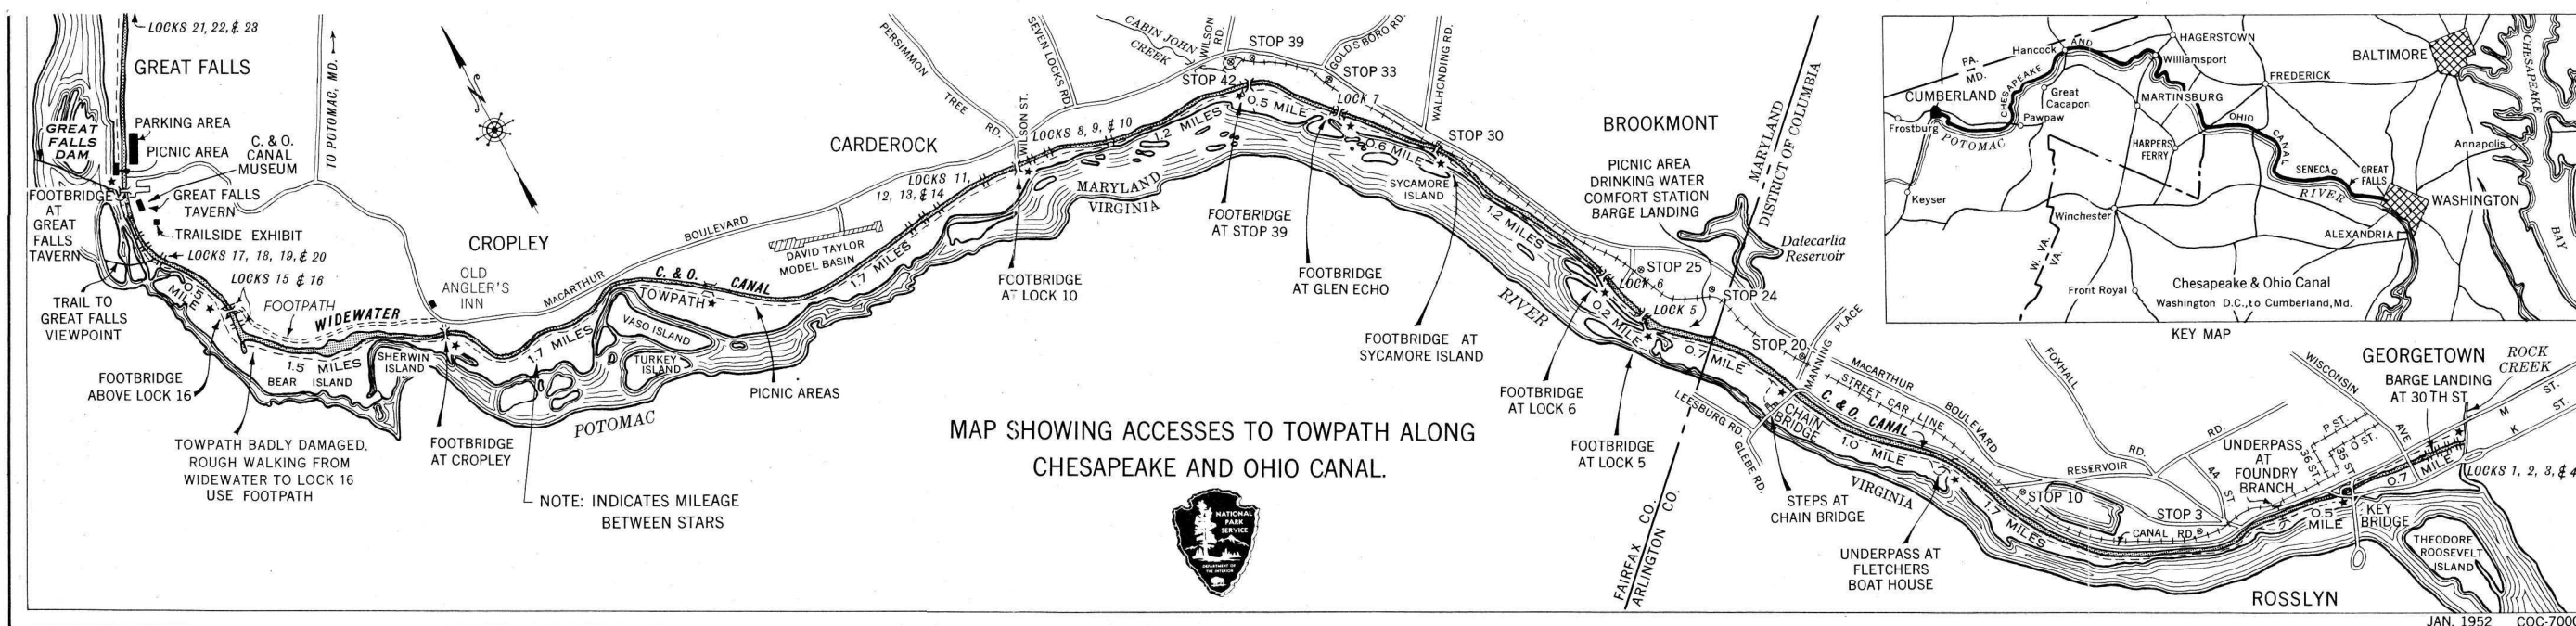 LOCKS 21, 22, & 23
GREAT FALLS
TO POTOMAC, MD.
GREAT
FALLS
DAM
PARKING AREA
PICNIC AREA
C. & O.
CANAL
MUSEUM
FOOTBRIDGE
AT
GREAT
FALLS
TAVERN
GREAT FALLS
TAVERN
TRAILSIDE EXHIBIT
LOCKS 17, 18, 19, & 20
LOCKS 15 & 16
TRAIL TO
GREAT FALLS
VIEWPOINT
0.5
MILE
FOOTPATH
WIDEWATER
FOOTBRIDGE
ABOVE LOCK 16
1.5 MILES
BEAR ISLAND
SHERWIN
ISLAND
TOWPATH BADLY DAMAGED.
ROUGH WALKING FROM
WIDEWATER TO LOCK 16
USE FOOTPATH
N
CROPLEY
OLD
ANGLER'S
INN
FOOTBRIDGE
AT CROPLEY
1.7 MILES
NOTE: INDICATES MILEAGE
BETWEEN STARS
MACARTHUR
BOULEVARD
C. & O.
CANAL
TOWPATH
VASO ISLAND
TURKEY
ISLAND
POTOMAC
PICNIC AREAS
DAVID TAYLOR
MODEL BASIN
CARDEROCK
1.7 MILES
LOCKS 11,
12, 13, & 14
PERSIMMON
TREE
RD.
SEVEN LOCKS RD.
WILSON ST.
LOCKS 8, 9, & 10
FOOTBRIDGE
AT LOCK 10
MARYLAND
VIRGINIA
1.2 MILES
CABIN JOHN
CREEK
WILSON
RD.
STOP 42
STOP 39
0.5 MILE
FOOTBRIDGE
AT STOP 39
GOLDSBORO RD.
STOP 33
LOCK 7
FOOTBRIDGE
AT GLEN ECHO
0.6 MILE
WALHONDING RD.
STOP 30
SYCAMORE
ISLAND
FOOTBRIDGE AT
SYCAMORE ISLAND
1.2 MILES
RIVER
BROOKMONT
PICNIC AREA
DRINKING WATER
COMFORT STATION
BARGE LANDING
MARYLAND
DISTRICT OF COLUMBIA
Dalecarlia
Reservoir
STOP 25
LOCK 6
STOP 24
LOCK 5
0.2 MILE
FOOTBRIDGE
AT LOCK 6
FOOTBRIDGE
AT LOCK 5
0.7 MILE
STOP 20
MANNING
PLACE
LEESBURG RD.
GLEBE RD.
CHAIN
BRIDGE
FAIRFAX CO.
ARLINGTON CO.
STEPS AT
CHAIN BRIDGE
MACARTHUR
BOULEVARD
STREET CAR LINE
C. & O. CANAL
1.0
MILE
VIRGINIA
UNDERPASS AT
FLETCHERS
BOAT HOUSE
1.7 MILES
STOP 10
FOXHALL
RD.
RESERVOIR
RD.
STOP 3
CANAL RD.
44
ST.
UNDERPASS
AT
FOUNDRY
BRANCH
P ST.
O ST.
36 ST.
35 ST.
WISCONSIN
AVE
GEORGETOWN
BARGE LANDING
AT 30 TH ST.
ROCK
CREEK
M ST.
K ST.
LOCKS 1, 2, 3, & 4
0.7
MILE
0.5
MILE
KEY
BRIDGE
THEODORE
ROOSEVELT
ISLAND
ROSSLYN
MAP SHOWING ACCESSES TO TOWPATH ALONG
CHESAPEAKE AND OHIO CANAL.
NATIONAL
PARK
SERVICE
DEPARTMENT OF
THE INTERIOR
PA.
MD.
Hancock
AND
HAGERSTOWN
Williamsport
BALTIMORE
CHESAPEAKE
BAY
FREDERICK
CUMBERLAND
CHESAPEAKE
Great
Cacapon
Pawpaw
MARTINSBURG
Frostburg
POTOMAC
OHIO
CANAL
HARPERS
FERRY
Annapolis
SENECA
GREAT
FALLS
RIVER
WASHINGTON
ALEXANDRIA
Keyser
Winchester
W. VA.
VA.
Front Royal
Chesapeake & Ohio Canal
Washington D.C., to Cumberland, Md.
KEY MAP
JAN. 1952 COC-700